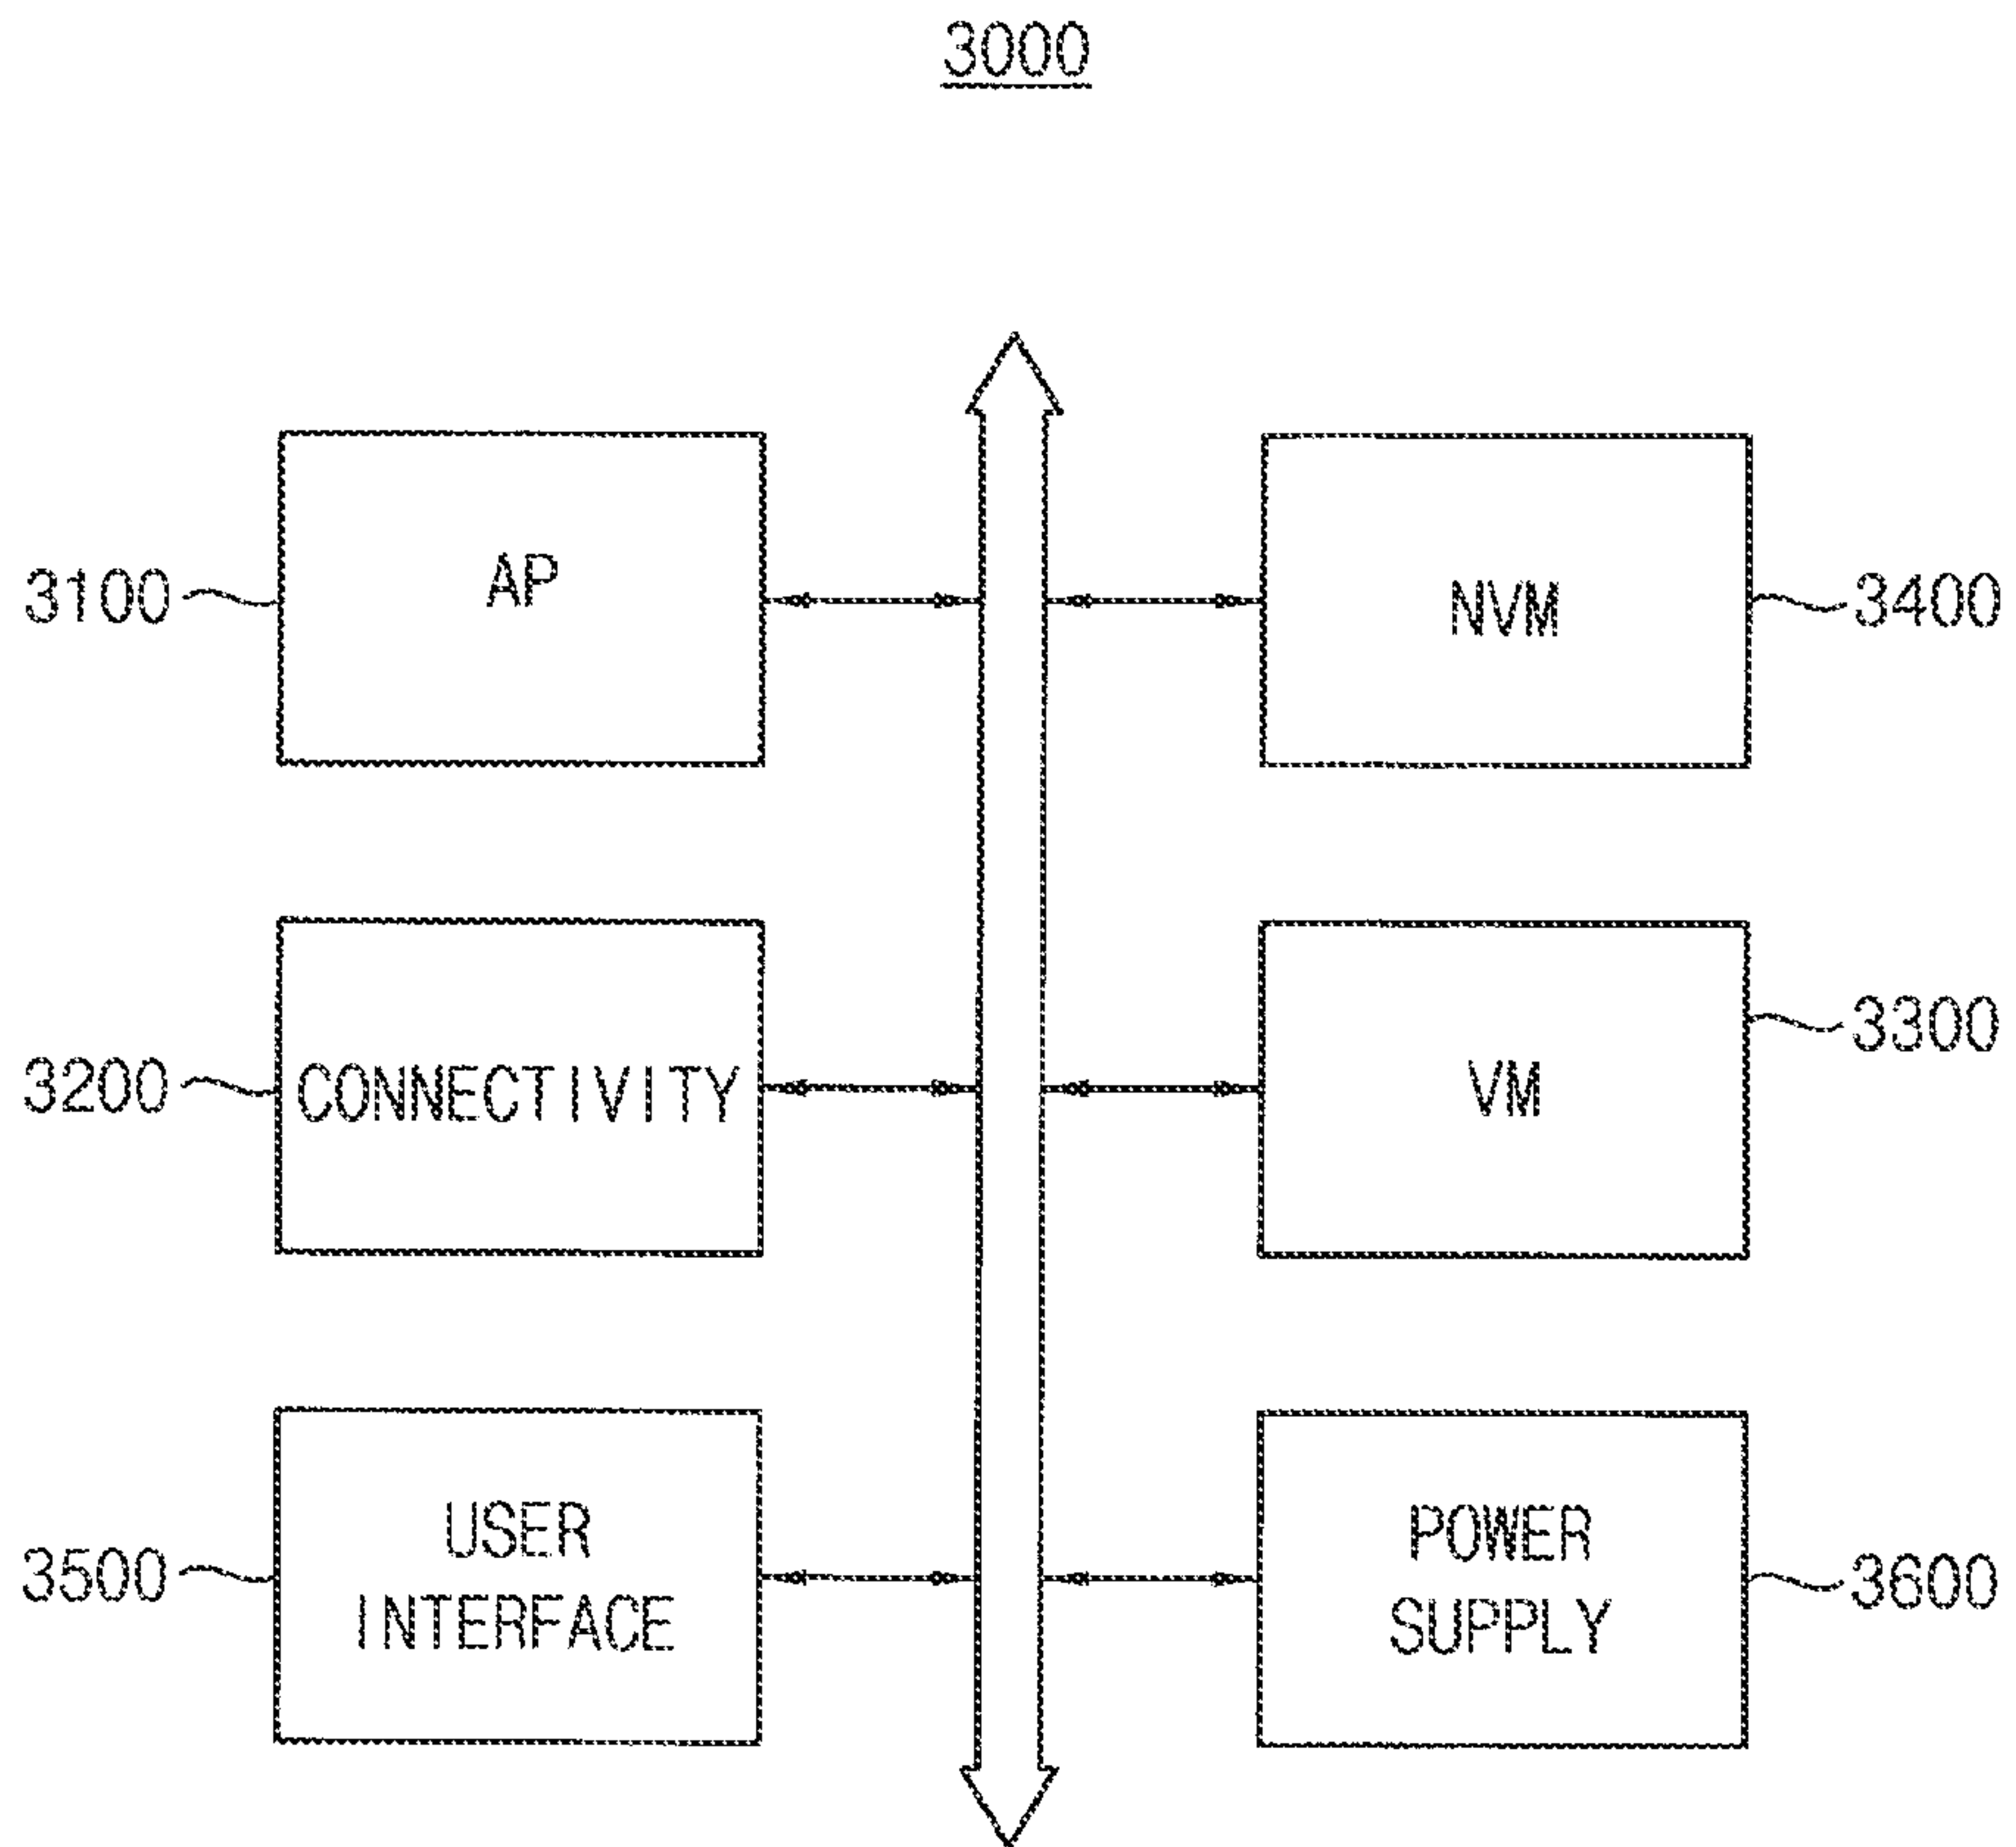 3000
3100
AP
NVM
3400
3200
CONNECTIVITY
VM
3300
3500
USER
INTERFACE
POWER
SUPPLY
3600